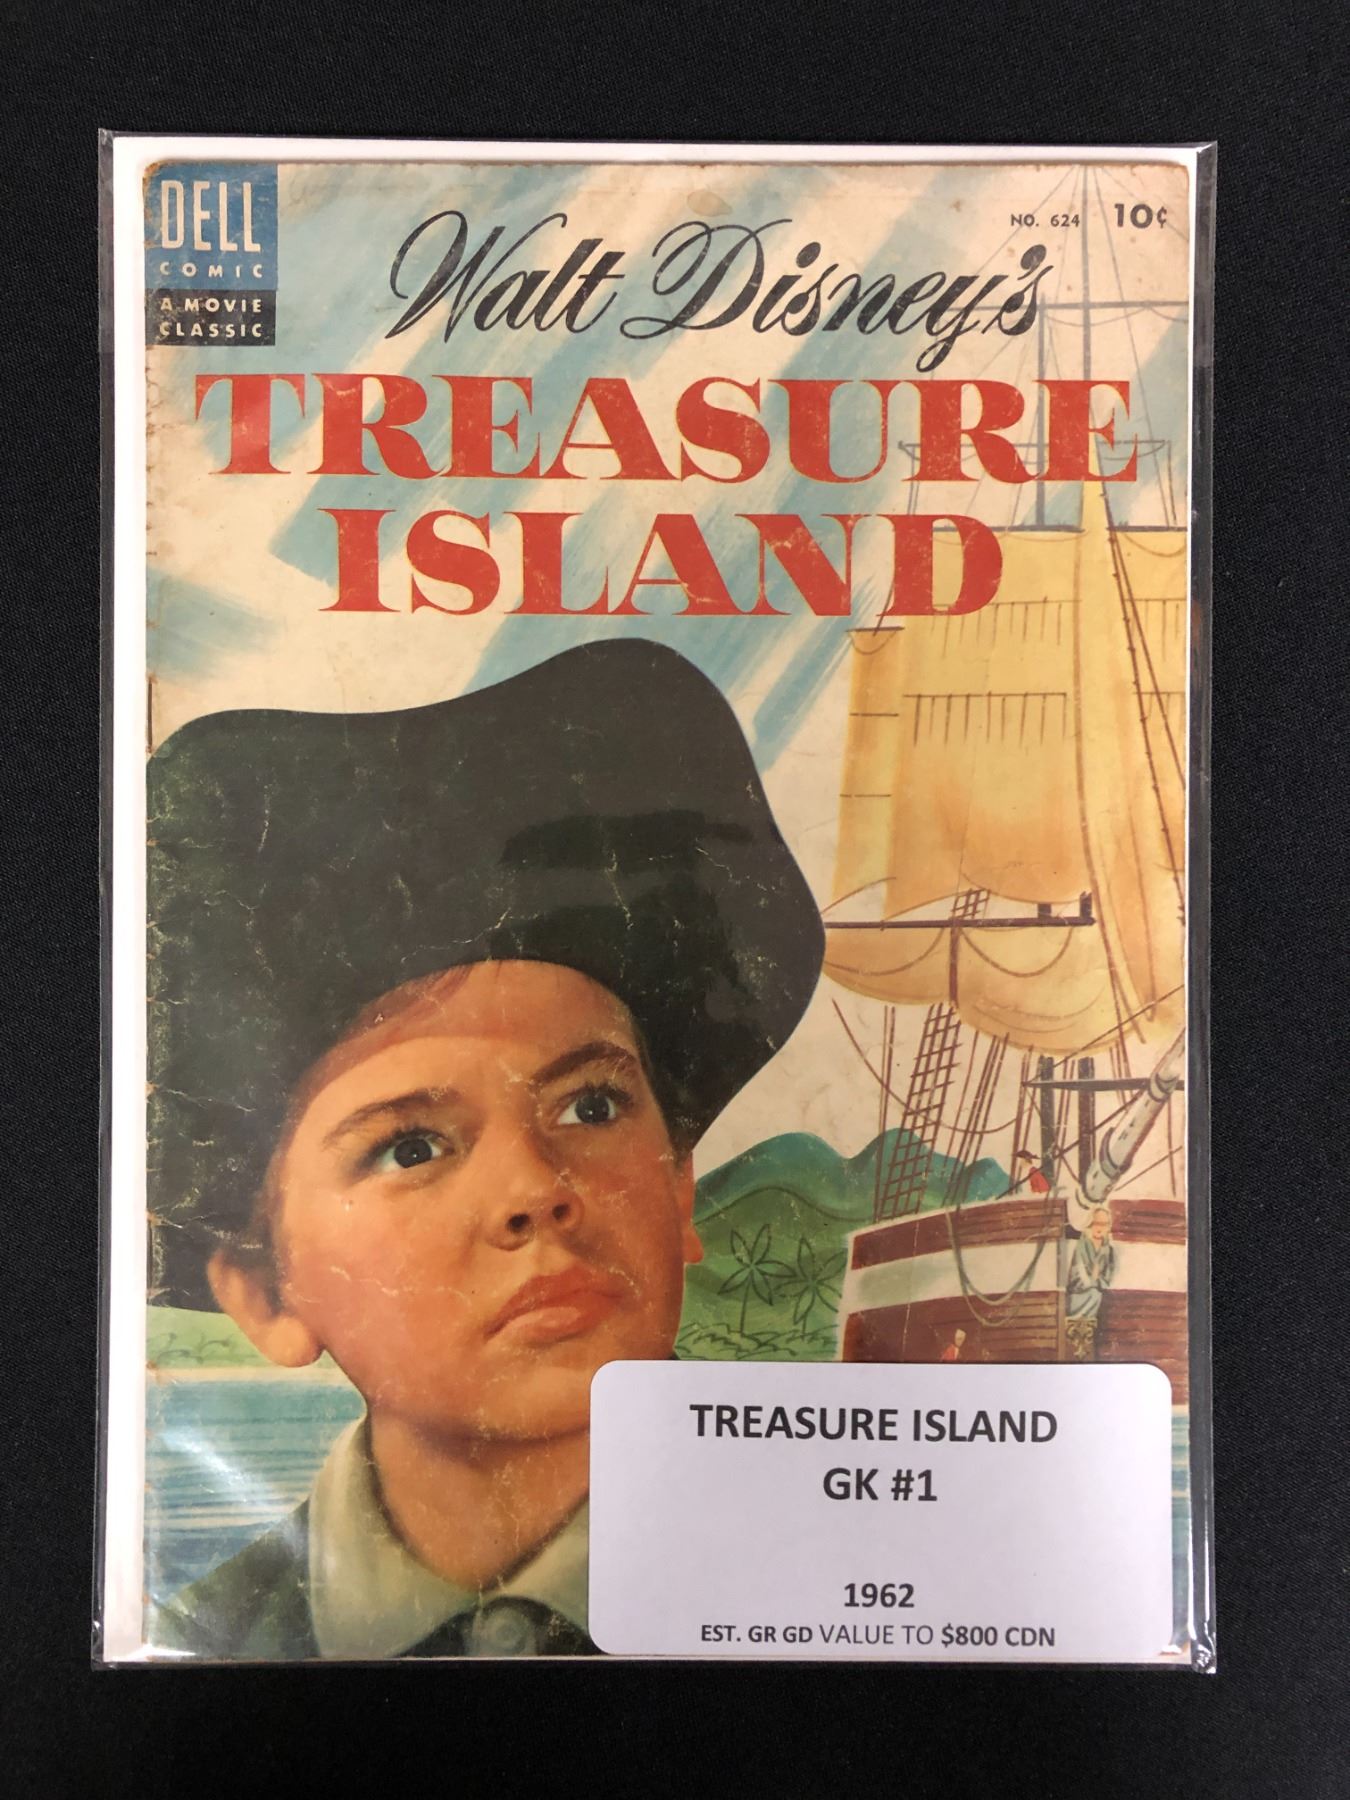 DELL
COMIC
A MOVIE
CLASSIC
NO. 624 10¢
Walt Disney's
TREASURE
ISLAND
TREASURE ISLAND
GK #1
1962
EST. GR GD VALUE TO $800 CDN